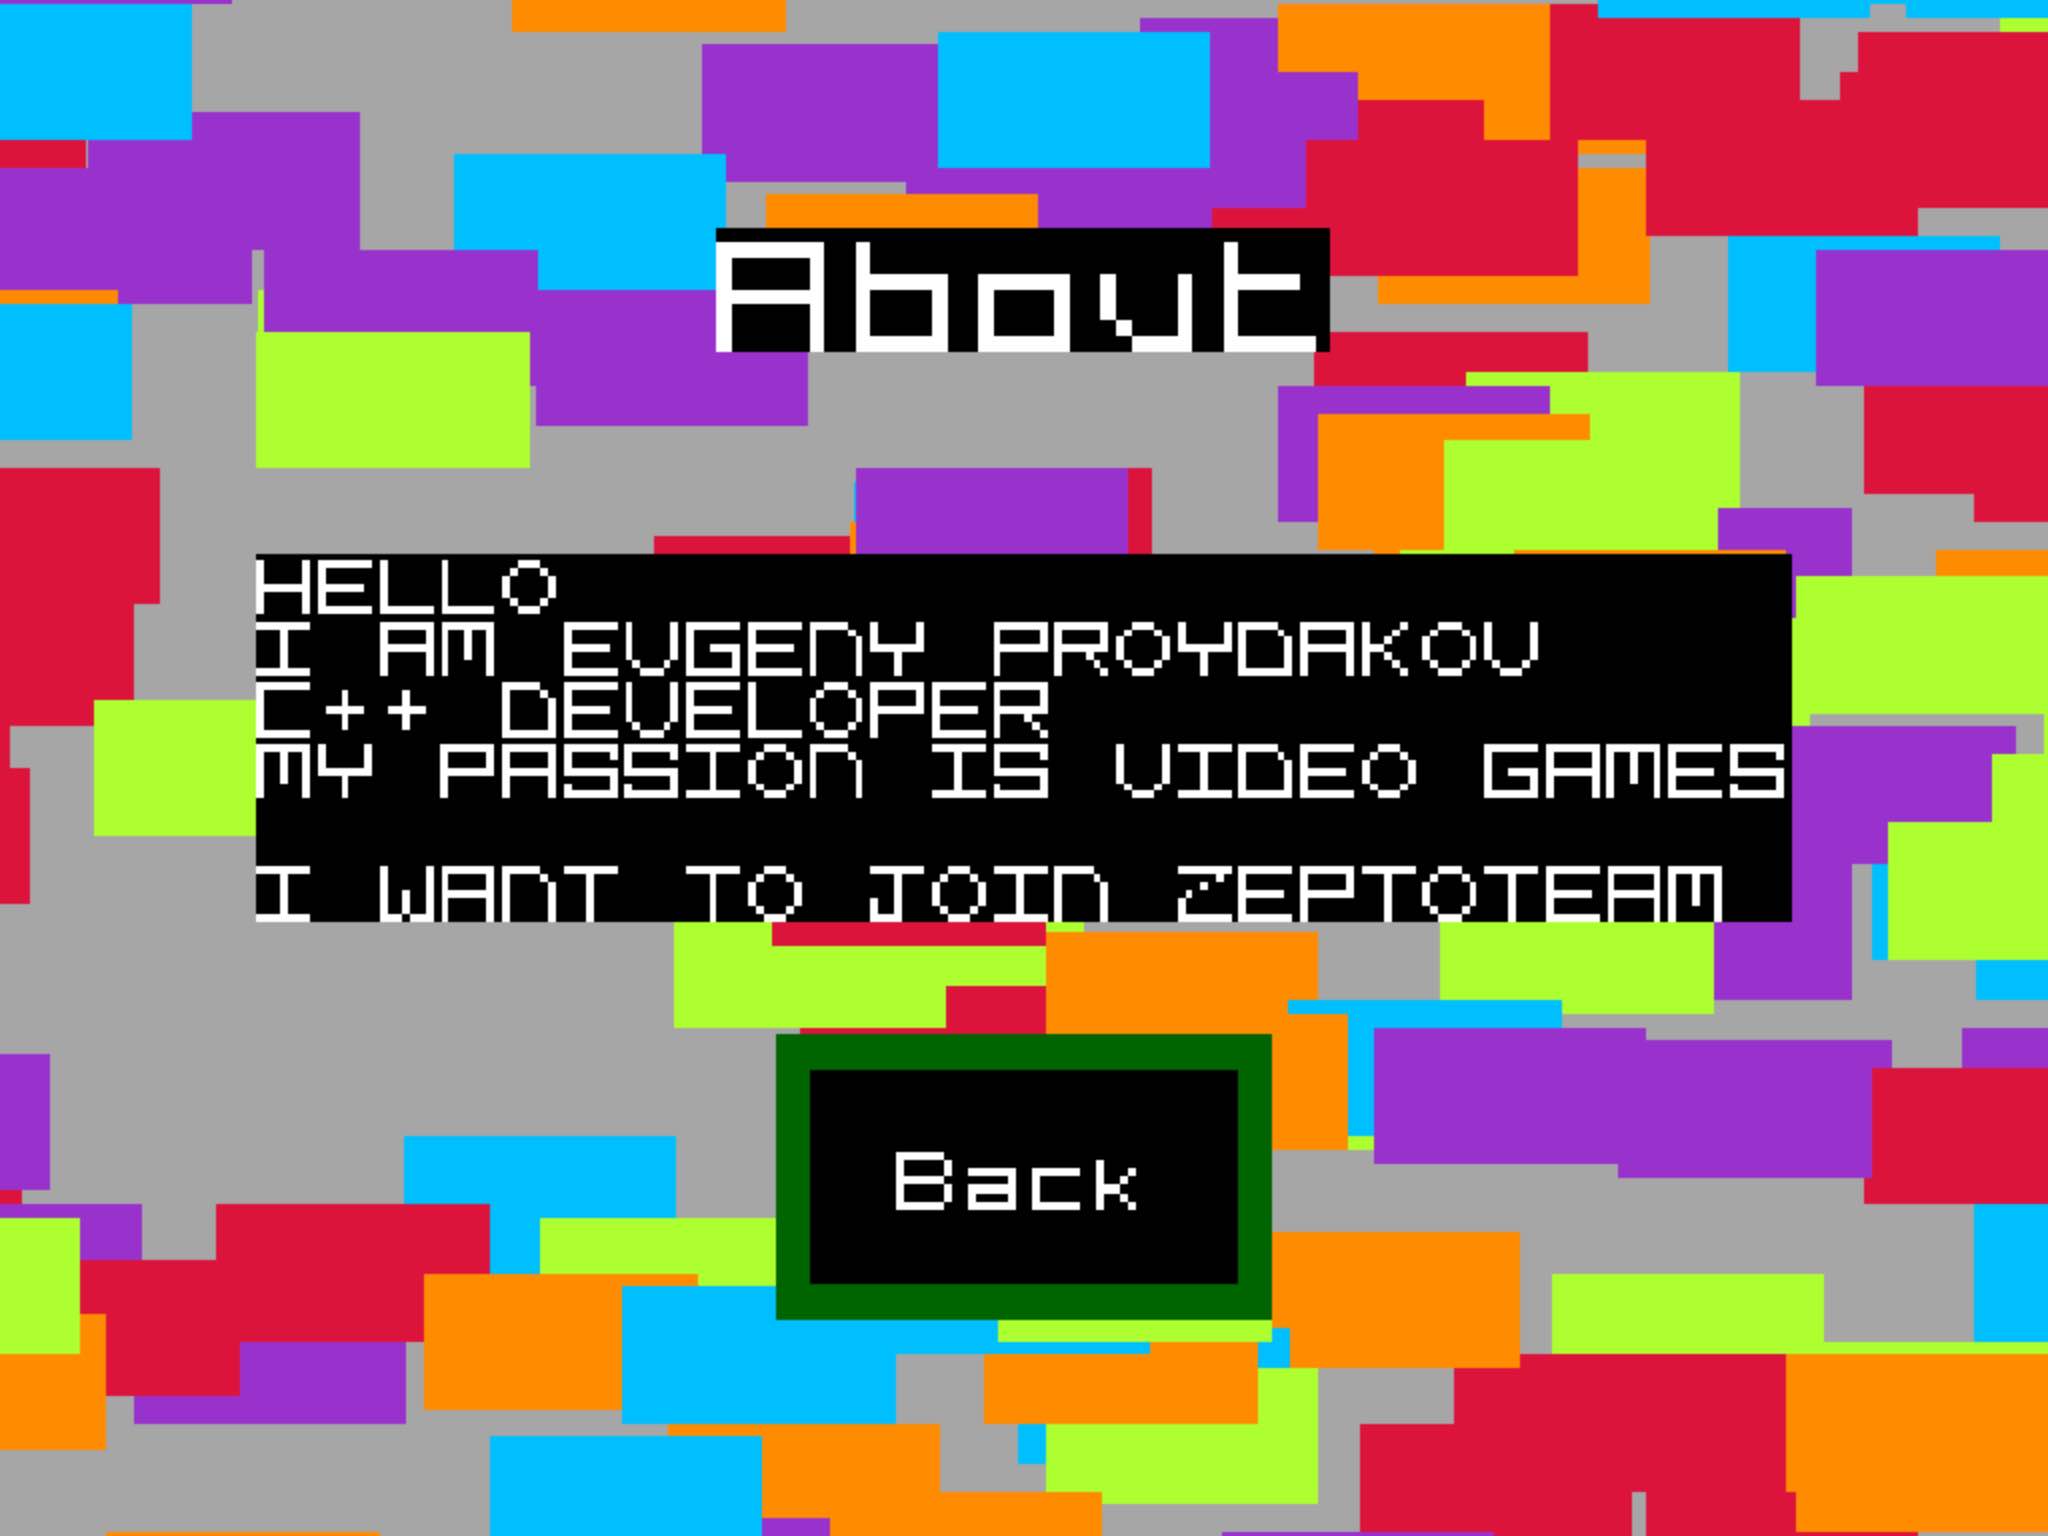 About
HELLO
I AM EVGENY PROYDAKOV
C++ DEVELOPER
MY PASSION IS VIDEO GAMES
I WANT TO JOIN ZEPTOTEAM
Back